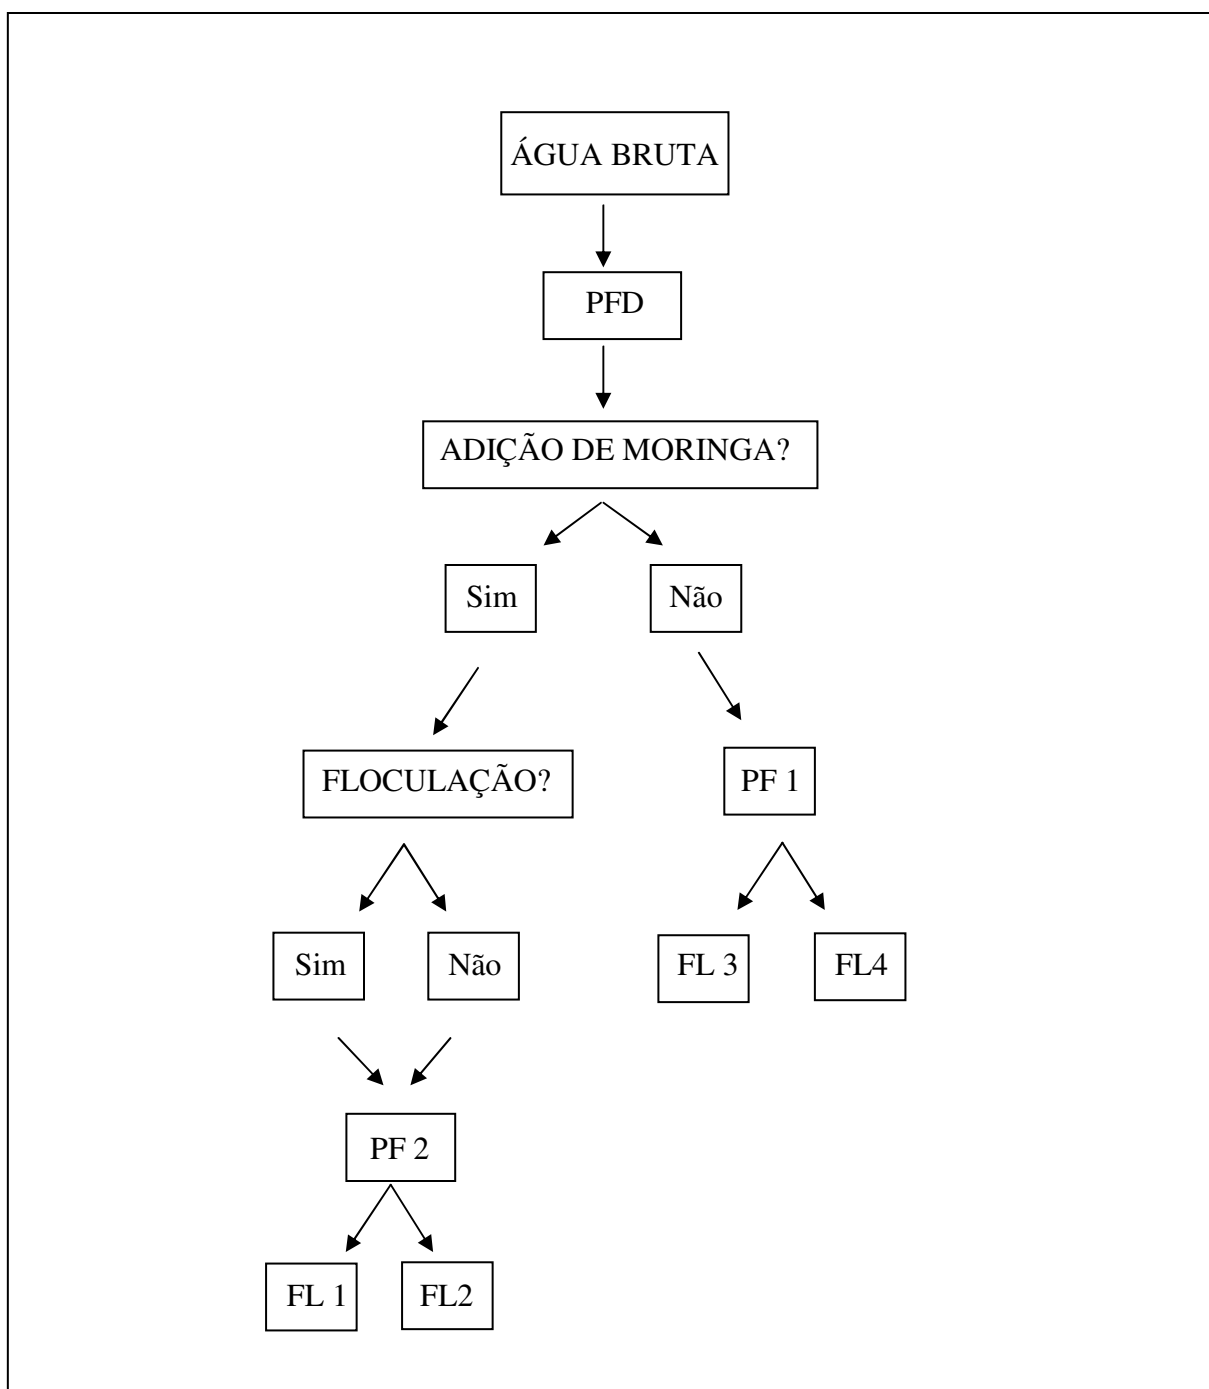 ÁGUA BRUTA
PFD
ADIÇÃO DE MORINGA?
Sim
Não
FLOCULAÇÃO?
PF 1
Sim
Não
FL 3
FL4
PF 2
FL 1
FL2